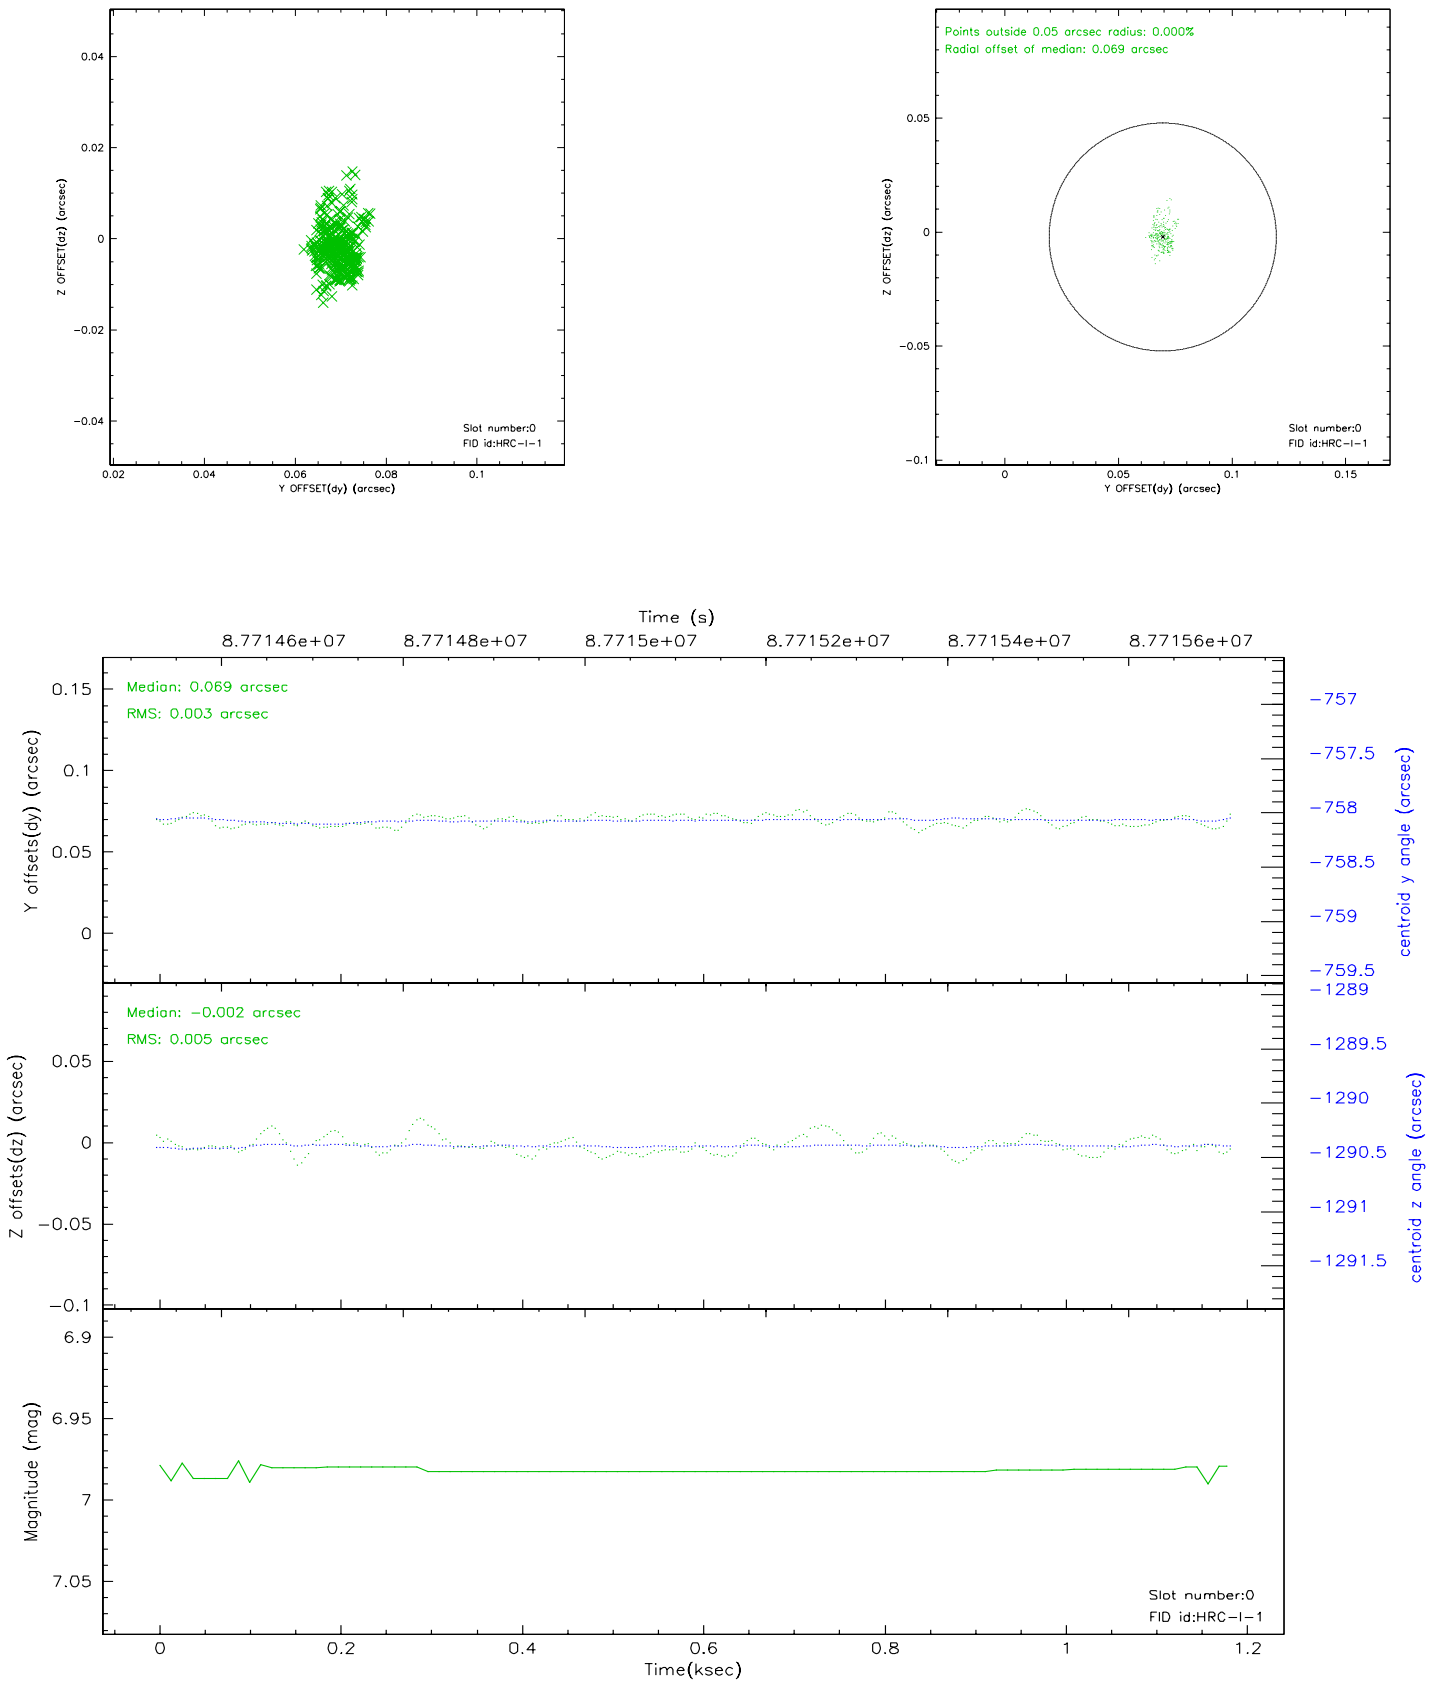 0.04
0.02
0
−0.02
−0.04
Z OFFSET(dz) (arcsec)
Slot number:0
FID id:HRC−I−1
0.02 0.04 0.06 0.08 0.1
Y OFFSET(dy) (arcsec)
Points outside 0.05 arcsec radius: 0.000%
Radial offset of median: 0.069 arcsec
0.05
0
−0.05
−0.1
Z OFFSET(dz) (arcsec)
Slot number:0
FID id:HRC−I−1
0 0.05 0.1 0.15
Y OFFSET(dy) (arcsec)
Time (s)
8.77146e+07 8.77148e+07 8.7715e+07 8.77152e+07 8.77154e+07 8.77156e+07
Median: 0.069 arcsec
RMS: 0.003 arcsec
0.15
0.1
0.05
0
Y offsets(dy) (arcsec)
−757
−757.5
−758
−758.5
−759
−759.5
centroid y angle (arcsec)
Median: −0.002 arcsec
RMS: 0.005 arcsec
0.05
0
−0.05
−0.1
Z offsets(dz) (arcsec)
−1289
−1289.5
−1290
−1290.5
−1291
−1291.5
centroid z angle (arcsec)
6.9
6.95
7
7.05
Magnitude (mag)
Slot number:0
FID id:HRC−I−1
0 0.2 0.4 0.6 0.8 1 1.2
Time(ksec)